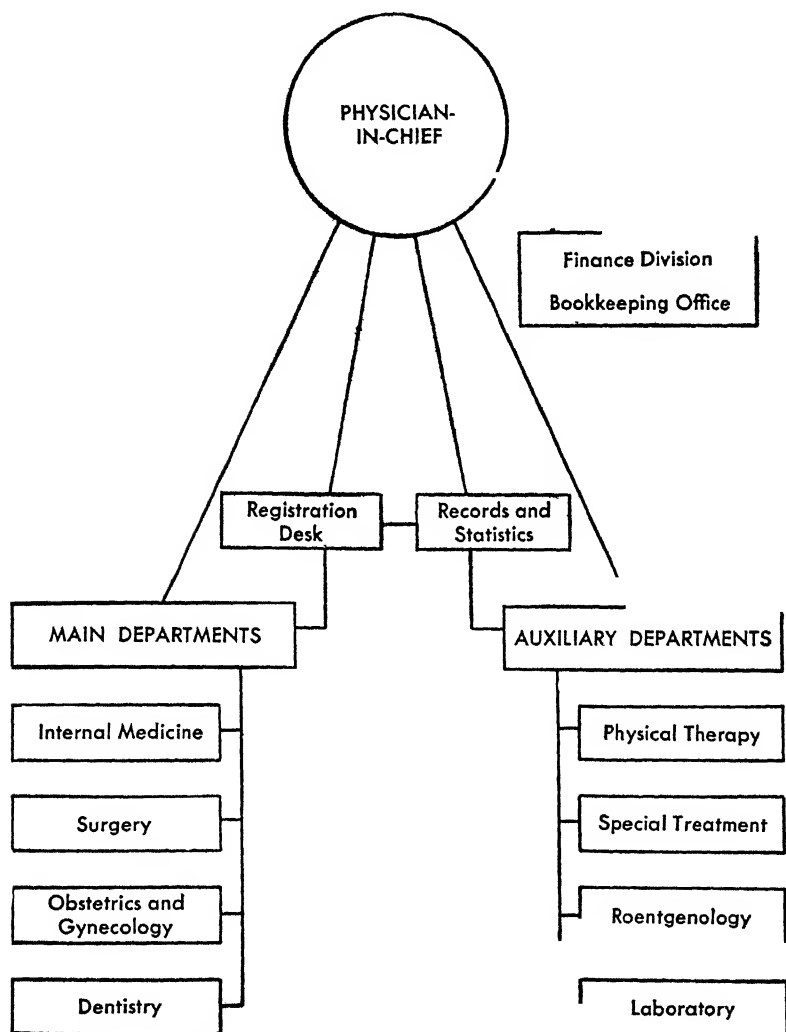 PHYSICIAN-
IN-CHIEF
Finance Division
Bookkeeping Office
Registration
Desk
Records and
Statistics
MAIN DEPARTMENTS
AUXILIARY DEPARTMENTS
Internal Medicine
Surgery
Obstetrics and
Gynecology
Dentistry
Physical Therapy
Special Treatment
Roentgenology
Laboratory